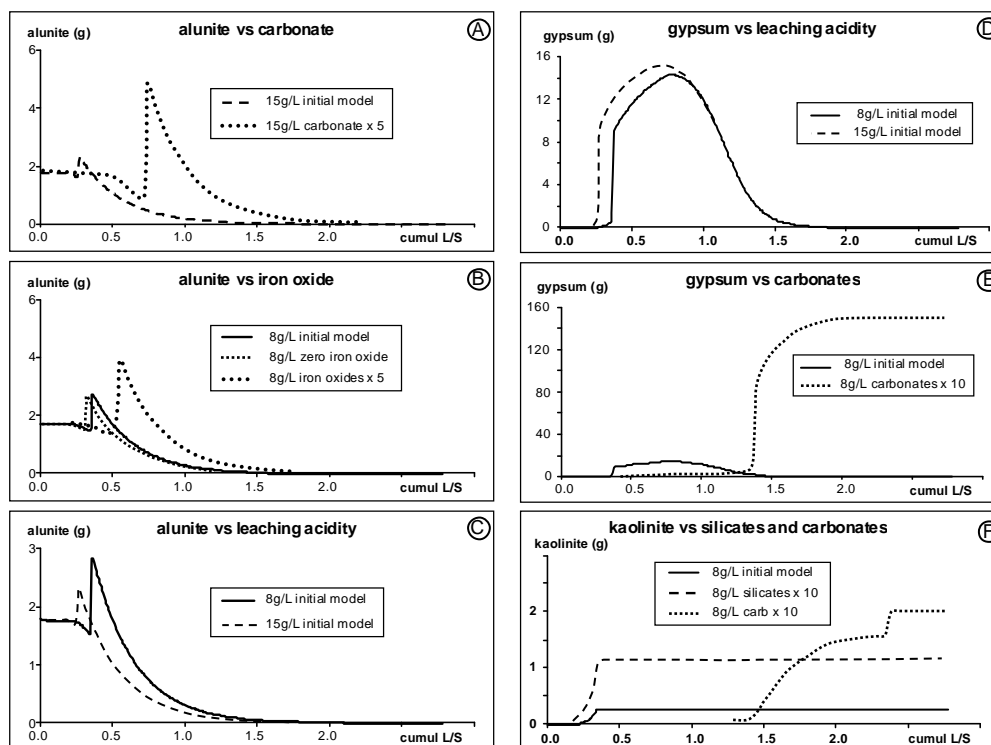 alunite vs carbonate
A
alunite (g)
6
4
2
0
15g/L initial model
15g/L carbonate x 5
0.0 0.5 1.0 1.5 2.0 cumul L/S
alunite vs iron oxide
B
alunite (g)
6
4
2
0
8g/L initial model
8g/L zero iron oxide
8g/L iron oxides x 5
0.0 0.5 1.0 1.5 2.0 cumul L/S
alunite vs leaching acidity
C
alunite (g)
3
2
1
0
8g/L initial model
15g/L initial model
0.0 0.5 1.0 1.5 2.0 cumul L/S
gypsum vs leaching acidity
D
gypsum (g)
16
12
8
4
0
8g/L initial model
15g/L initial model
0.0 0.5 1.0 2.0 cumul L/S
gypsum vs carbonates
E
gypsum (g)
160
120
80
40
0
8g/L initial model
8g/L carbonates x 10
0.0 0.5 1.0 1.5 2.0 cumul L/S
kaolinite vs silicates and carbonates
F
kaolinite (g)
2
1
0
8g/L initial model
8g/L silicates x 10
8g/L carb x 10
0.0 0.5 1.0 1.5 2.0 cumul L/S